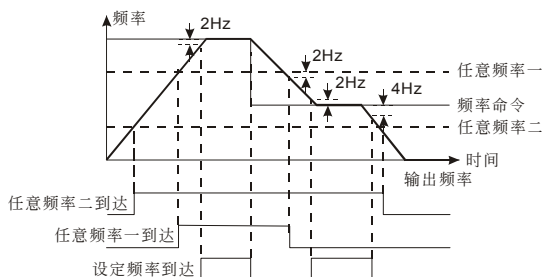 频率
2Hz
2Hz
任意频率一
2Hz
4Hz
频率命令
任意频率二
时间
输出频率
任意频率二到达
任意频率一到达
设定频率到达